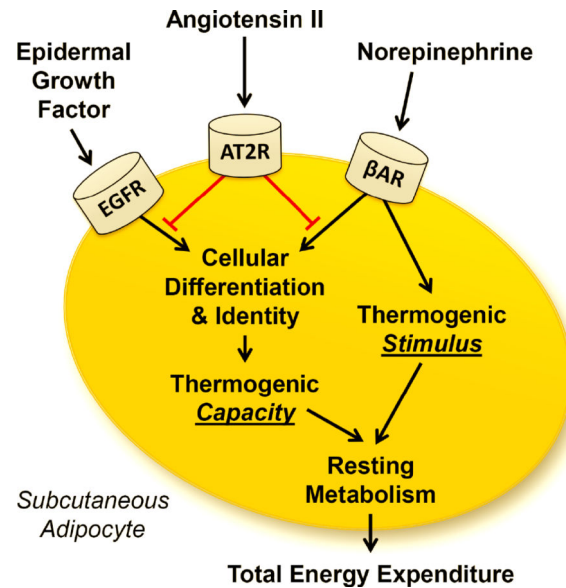 Angiotensin II
Epidermal
Growth
Factor
Norepinephrine
EGFR
AT2R
βAR
Cellular
Differentiation
& Identity
Thermogenic
Stimulus
Thermogenic
Capacity
Resting
Metabolism
Subcutaneous
Adipocyte
Total Energy Expenditure